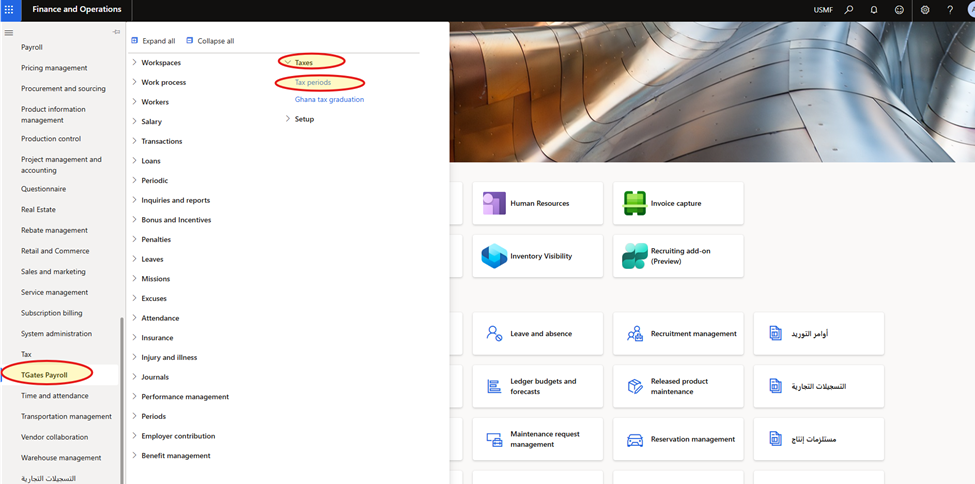 Finance and Operations
USMF
Payroll
Pricing management
Procurement and sourcing
Product information
management
Production control
Project management and
accounting
Questionnaire
Real Estate
Rebate management
Retail and Commerce
Sales and marketing
Service management
Subscription billing
System administration
Tax
TGates Payroll
Time and attendance
Transportation management
Vendor collaboration
Warehouse management
التسجيلات التجارية
Expand all
Collapse all
Workspaces
Work process
Workers
Salary
Transactions
Loans
Periodic
Inquiries and reports
Bonus and Incentives
Penalties
Leaves
Missions
Excuses
Attendance
Insurance
Injury and illness
Journals
Performance management
Periods
Employer contribution
Benefit management
Taxes
Tax periods
Ghana tax graduation
Setup
Human Resources
Invoice capture
Inventory Visibility
Recruiting add-on
(Preview)
Leave and absence
Recruitment management
أوامر التوريد
Ledger budgets and
forecasts
Released product
maintenance
التسجيلات التجارية
Maintenance request
management
Reservation management
مستلزمات إنتاج